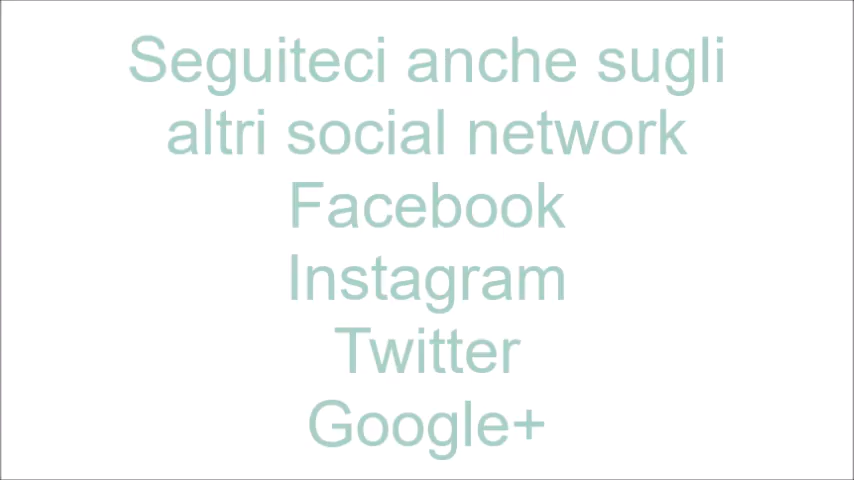 Seguiteci anche sugli
altri social network
Facebook
Instagram
Twitter
Google+